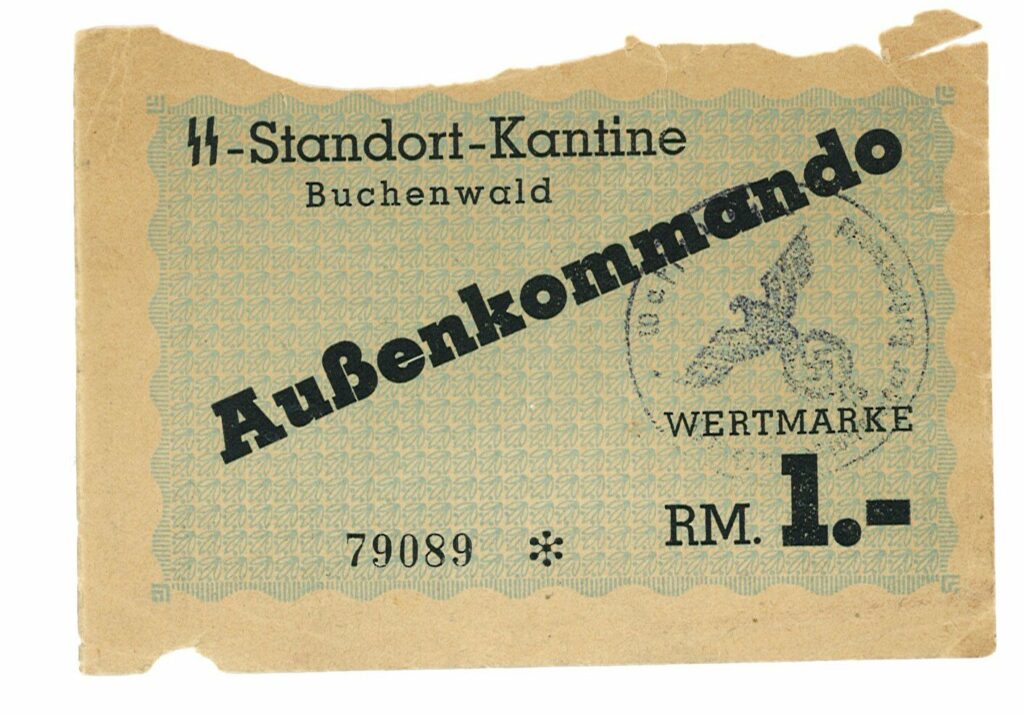 ᛋᛋ-Standort-Kantine
Buchenwald
Außenkommando
WERTMARKE
RM. 1.-
79089 *